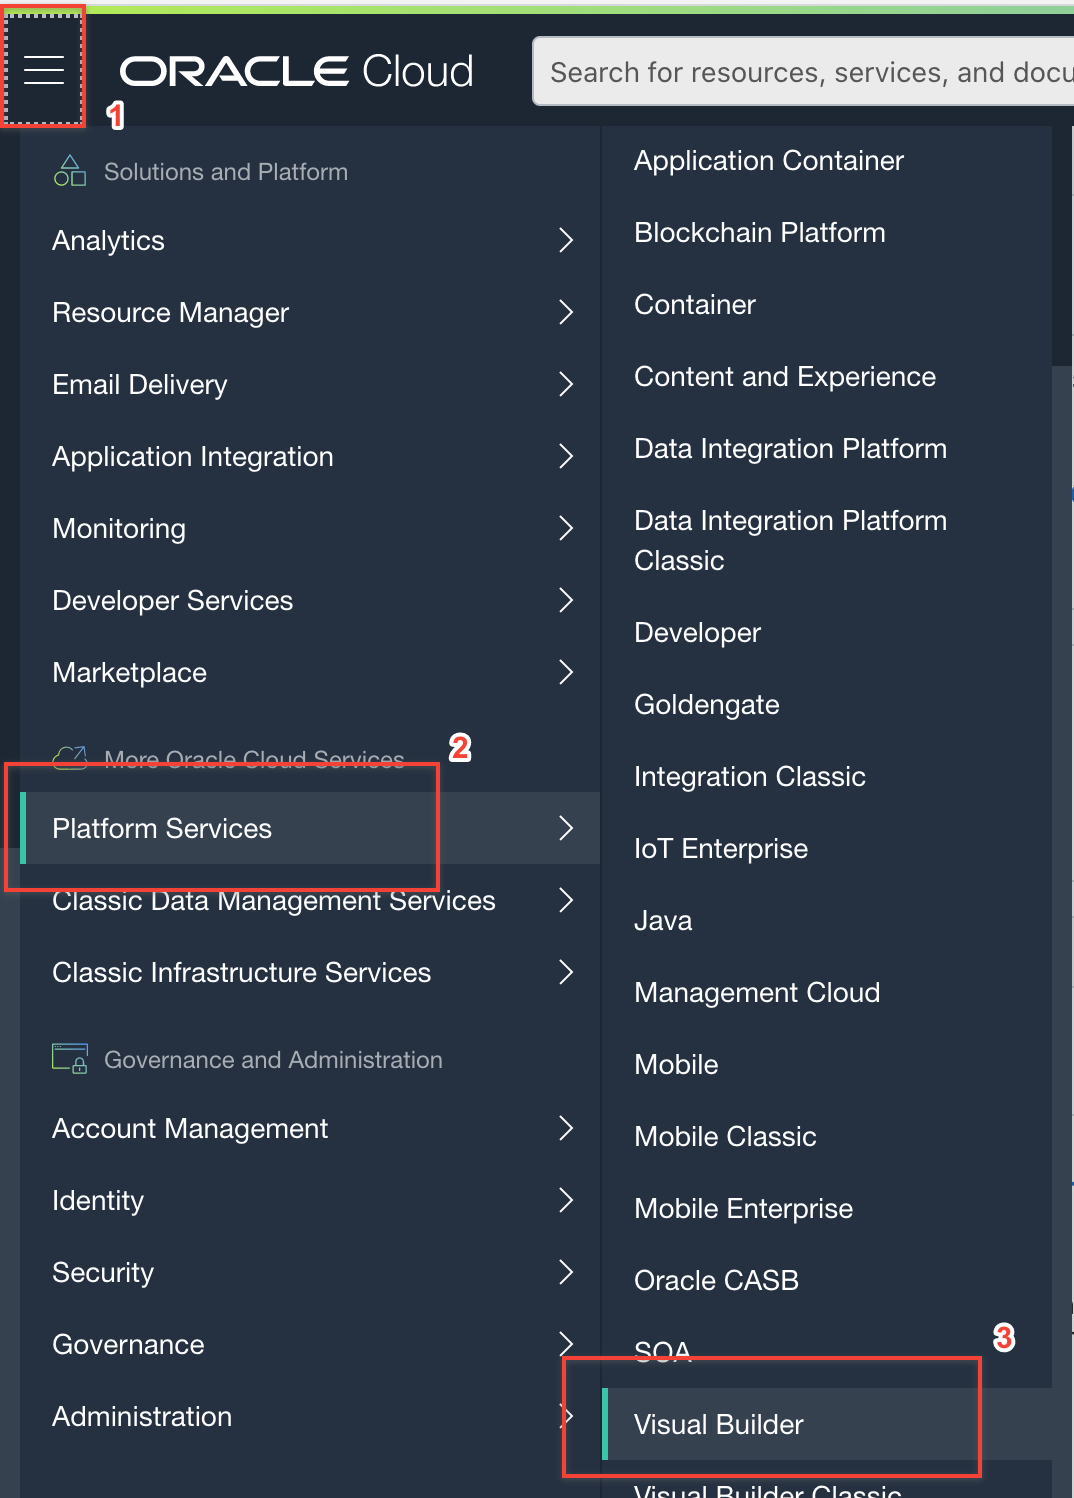 ORACLE Cloud
Search for resources, services, and docu
1
Solutions and Platform
Analytics
Resource Manager
Email Delivery
Application Integration
Monitoring
Developer Services
Marketplace
More Oracle Cloud Services
2
Platform Services
Classic Data Management Services
Classic Infrastructure Services
Governance and Administration
Account Management
Identity
Security
Governance
Administration
Application Container
Blockchain Platform
Container
Content and Experience
Data Integration Platform
Data Integration Platform
Classic
Developer
Goldengate
Integration Classic
IoT Enterprise
Java
Management Cloud
Mobile
Mobile Classic
Mobile Enterprise
Oracle CASB
SOA
3
Visual Builder
Visual Builder Classic